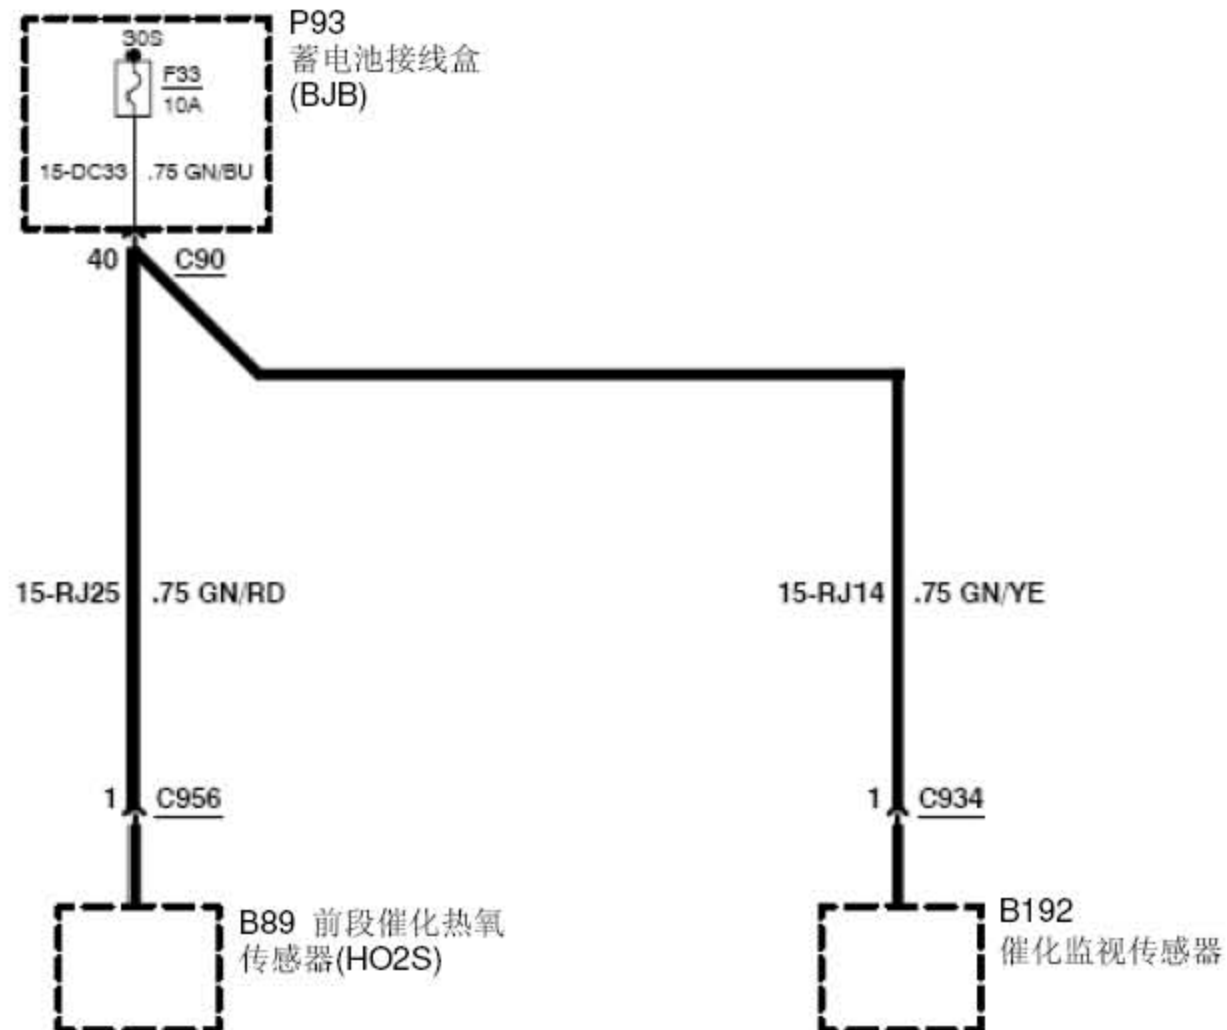 P93
蓄电池接线盒
(BJB)
30S
F33
10A
15-DC33 .75 GN/BU
40 C90
15-RJ25 .75 GN/RD
15-RJ14 .75 GN/YE
1 C956
1 C934
B89 前段催化热氧
传感器(HO2S)
B192
催化监视传感器